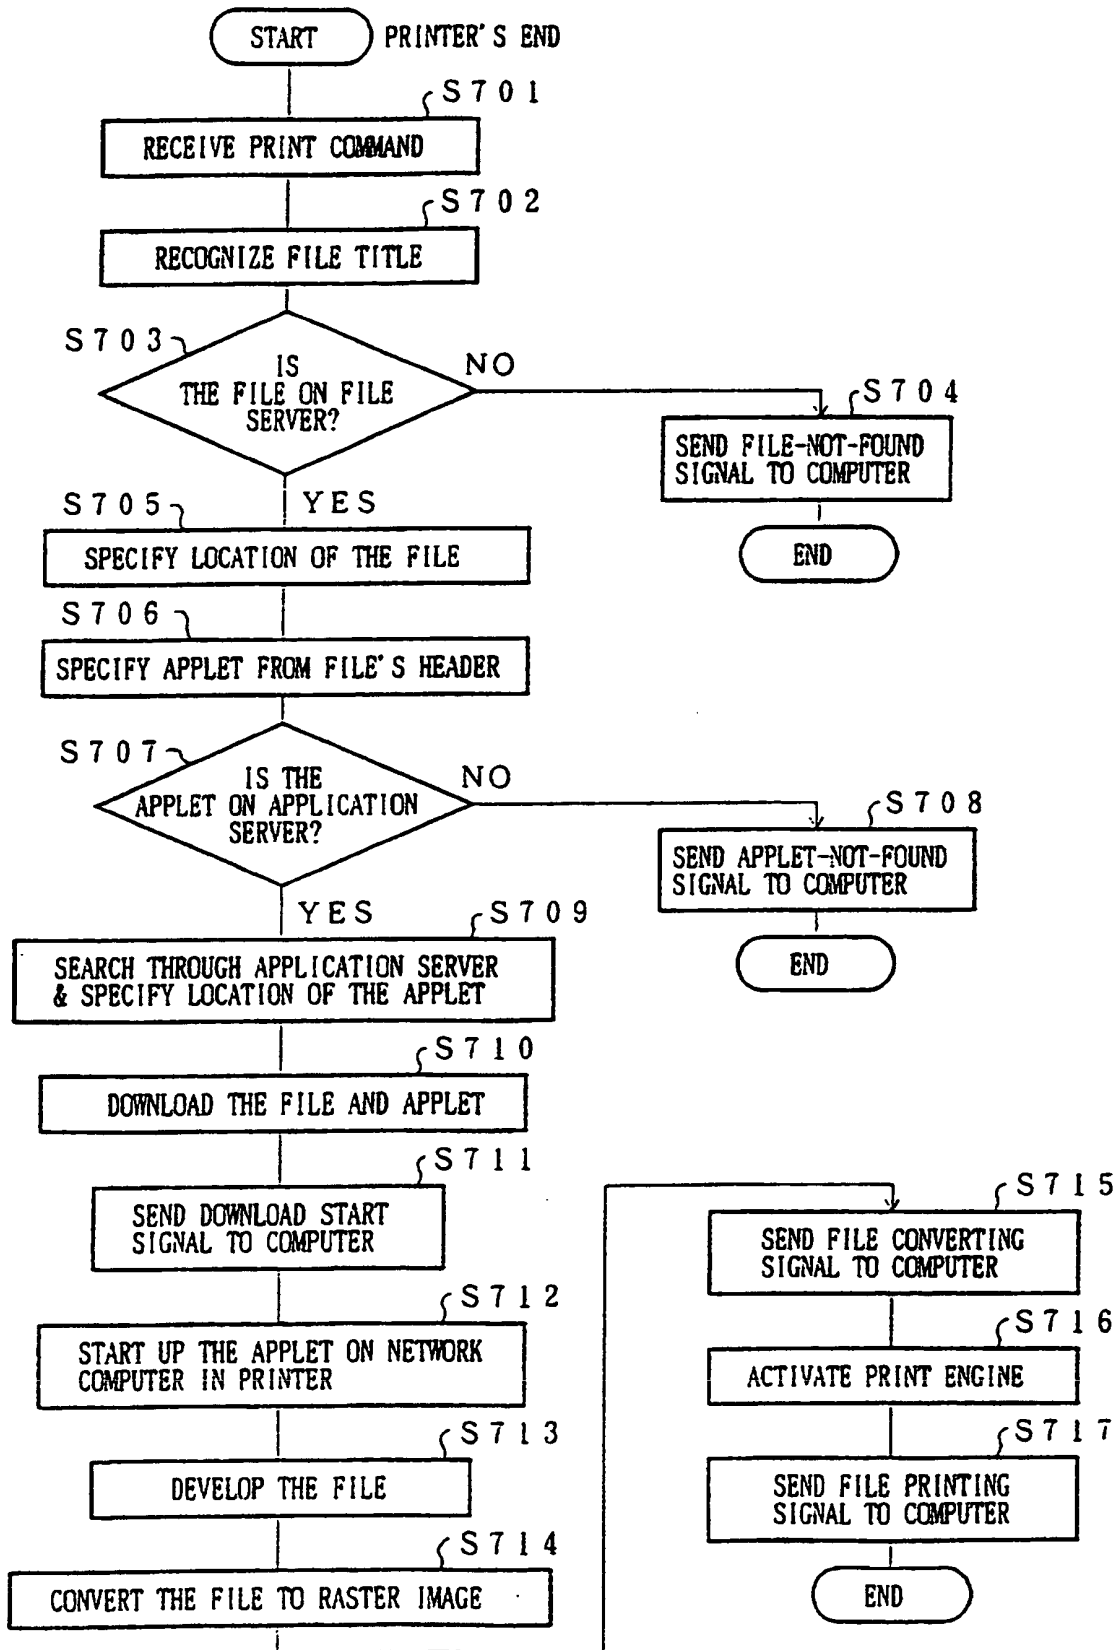 START
PRINTER'S END
S701
RECEIVE PRINT COMMAND
S702
RECOGNIZE FILE TITLE
S703
IS
THE FILE ON FILE
SERVER?
NO
S704
SEND FILE-NOT-FOUND
SIGNAL TO COMPUTER
END
YES
S705
SPECIFY LOCATION OF THE FILE
S706
SPECIFY APPLET FROM FILE'S HEADER
S707
IS THE
APPLET ON APPLICATION
SERVER?
NO
S708
SEND APPLET-NOT-FOUND
SIGNAL TO COMPUTER
END
YES
S709
SEARCH THROUGH APPLICATION SERVER
& SPECIFY LOCATION OF THE APPLET
S710
DOWNLOAD THE FILE AND APPLET
S711
SEND DOWNLOAD START
SIGNAL TO COMPUTER
S712
START UP THE APPLET ON NETWORK
COMPUTER IN PRINTER
S713
DEVELOP THE FILE
S714
CONVERT THE FILE TO RASTER IMAGE
S715
SEND FILE CONVERTING
SIGNAL TO COMPUTER
S716
ACTIVATE PRINT ENGINE
S717
SEND FILE PRINTING
SIGNAL TO COMPUTER
END